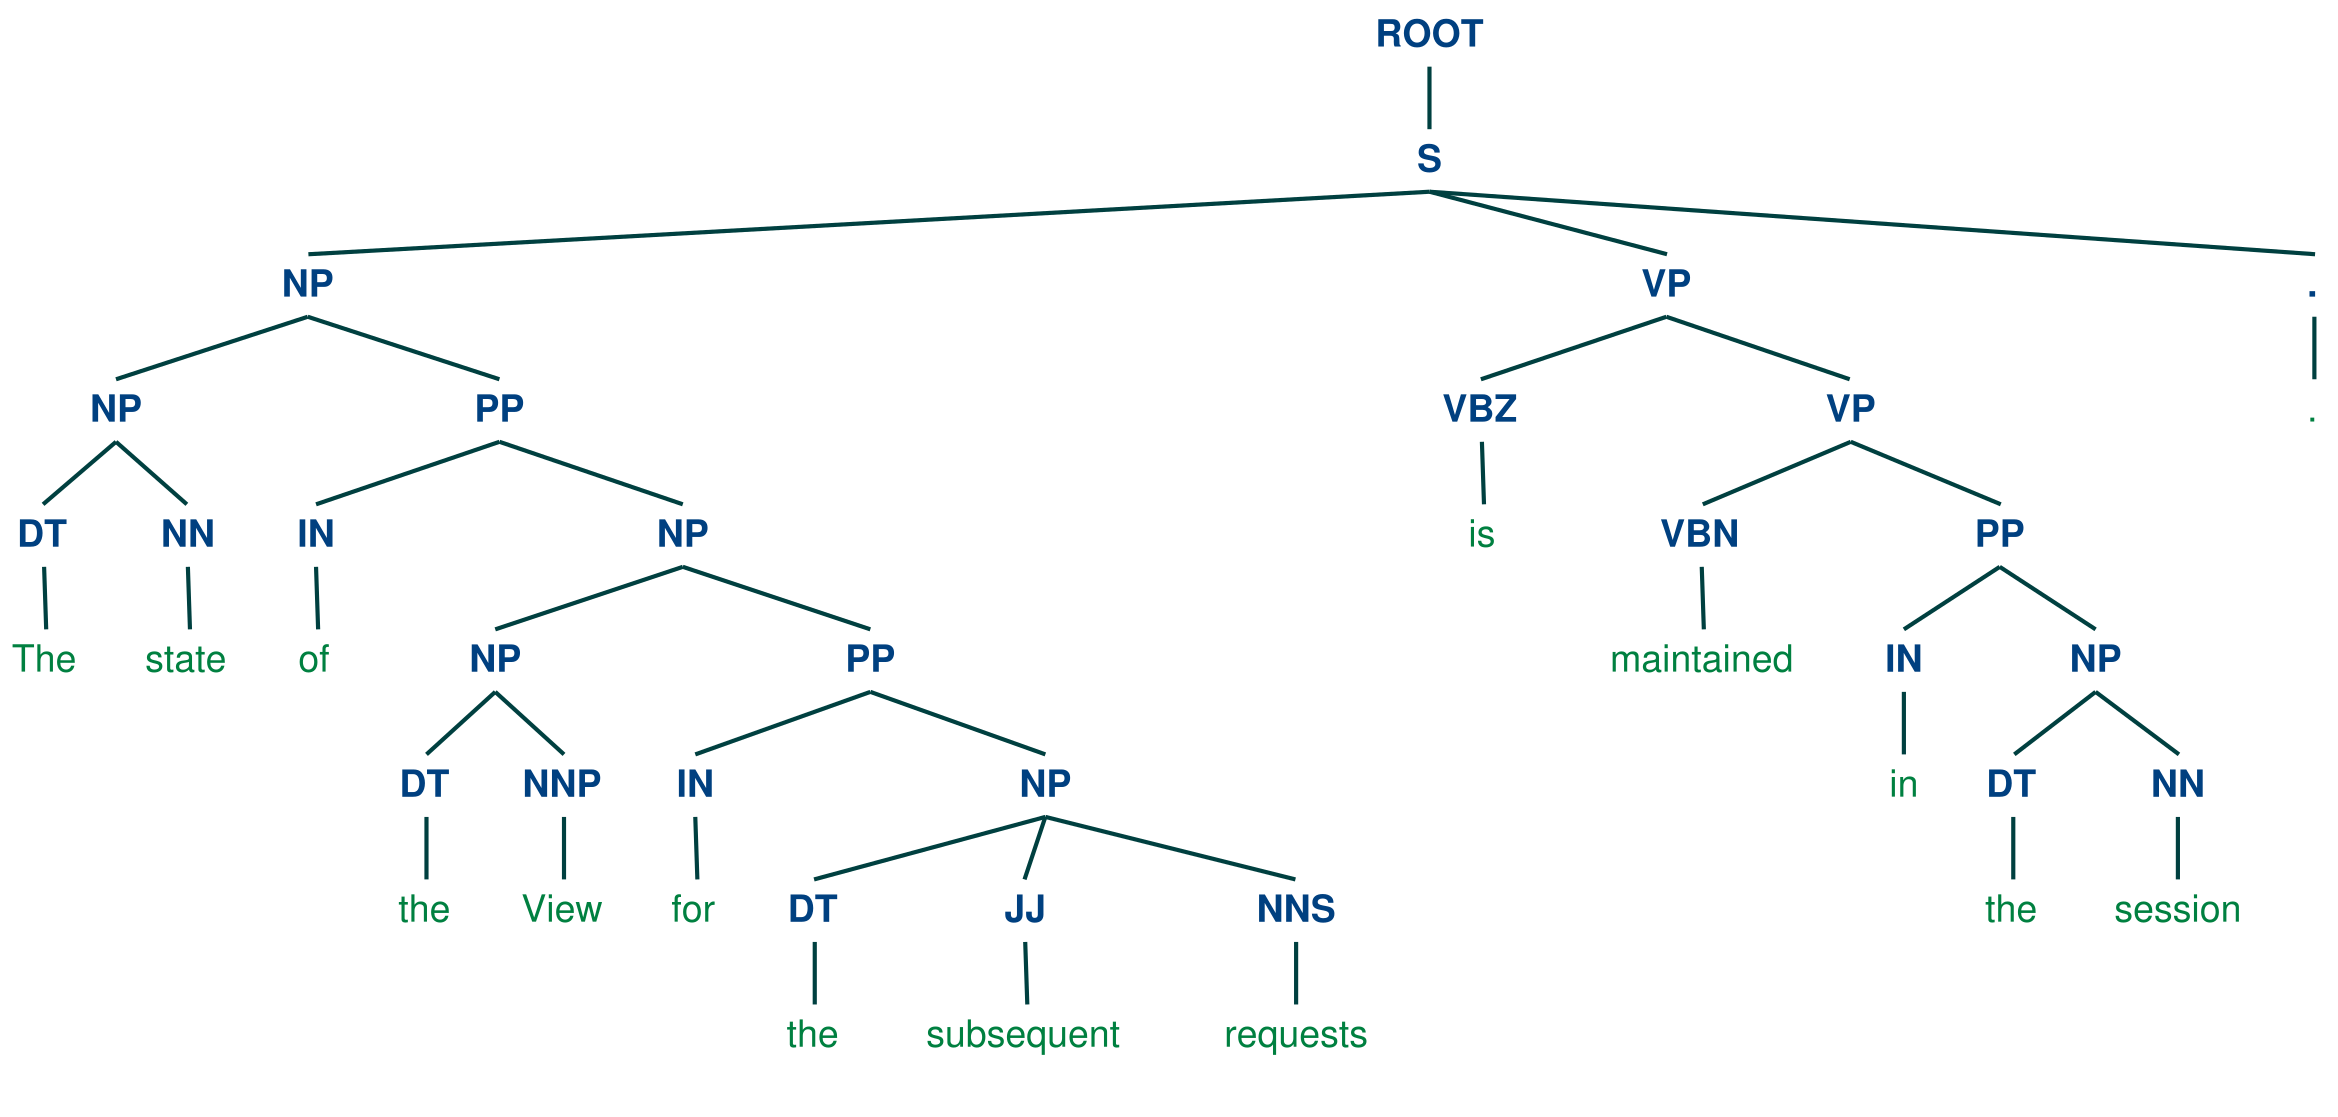 ROOT
S
NP VP .
NP PP VBZ VP .
DT NN IN NP is VBN PP
The state of NP PP maintained IN NP
DT NNP IN NP in DT NN
the View for DT JJ NNS the session
the subsequent requests